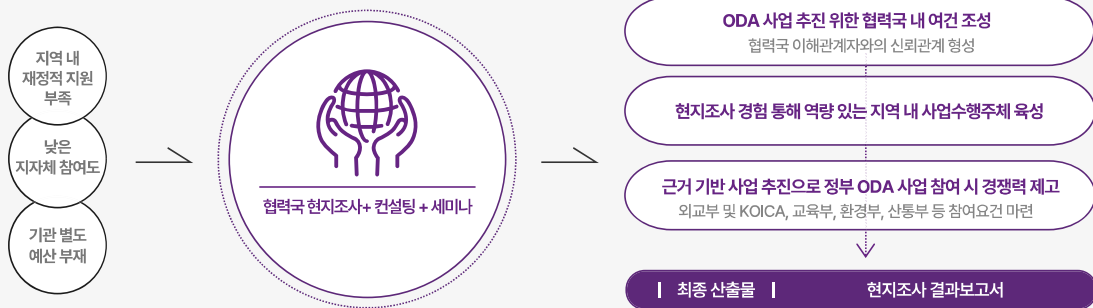 지역 내
재정적 지원
부족
낮은
지자체 참여도
기관 별도
예산 부재
협력국 현지조사+ 컨설팅 + 세미나
ODA 사업 추진 위한 협력국 내 여건 조성
협력국 이해관계자와의 신뢰관계 형성
현지조사 경험 통해 역량 있는 지역 내 사업수행주체 육성
근거 기반 사업 추진으로 정부 ODA 사업 참여 시 경쟁력 제고
외교부 및 KOICA, 교육부, 환경부, 산통부 등 참여요건 마련
최종 산출물 현지조사 결과보고서